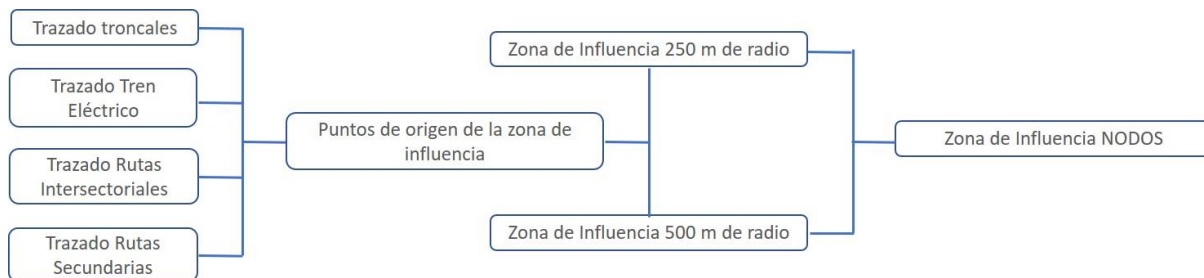 Trazado troncales
Trazado Tren
Eléctrico
Trazado Rutas
Intersectoriales
Trazado Rutas
Secundarias
Puntos de origen de la zona de
influencia
Zona de Influencia 250 m de radio
Zona de Influencia 500 m de radio
Zona de Influencia NODOS